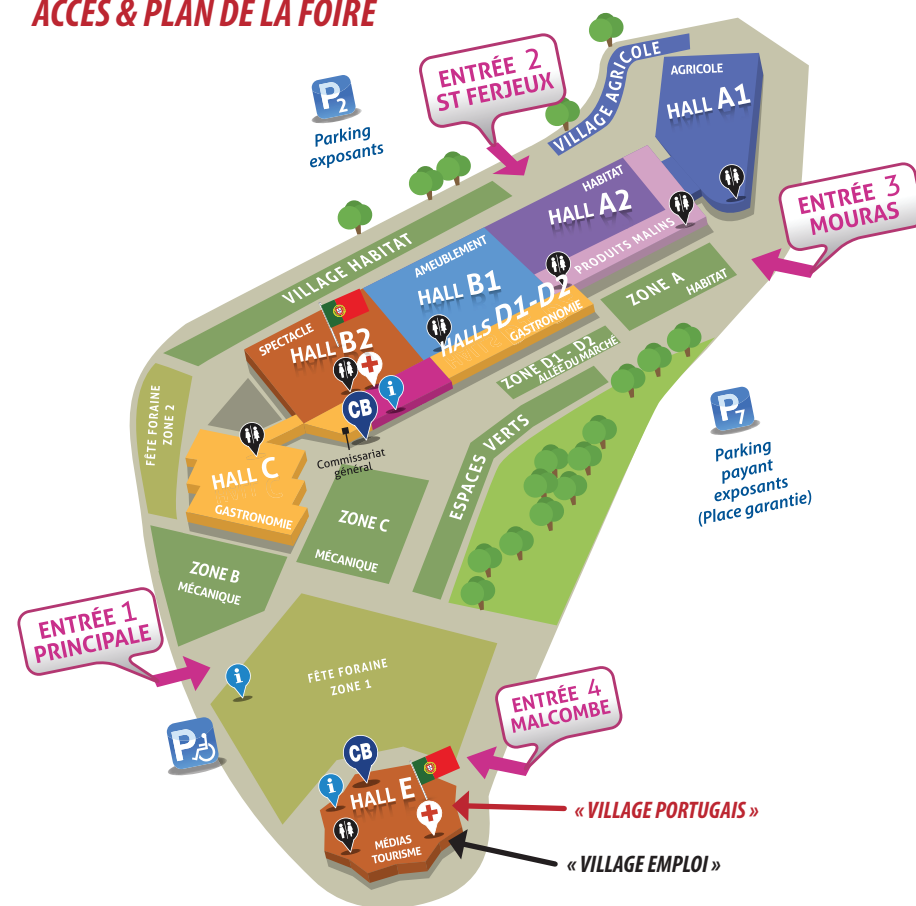 ACCÈS & PLAN DE LA FOIRE
ENTRÉE 2
ST FERJEUX
VILLAGE AGRICOLE
AGRICOLE
HALL A1
P2
Parking
exposants
ENTRÉE 3
MOURAS
HABITAT
HALL A2
PRODUITS MALINS
VILLAGE HABITAT
AMEUBLEMENT
HALL B1
ZONE A
HABITAT
HALLS D1-D2
GASTRONOMIE
SPECTACLE
HALL B2
ZONE D1 - D2
ALLÉE DU MARCHÉ
i
CB
Commissariat
général
FÊTE FORAINE
ZONE 2
P7
Parking
payant
exposants
(Place garantie)
ESPACES VERTS
HALL C
GASTRONOMIE
ZONE C
MÉCANIQUE
ZONE B
MÉCANIQUE
ENTRÉE 1
PRINCIPALE
i
FÊTE FORAINE
ZONE 1
ENTRÉE 4
MALCOMBE
P
CB
i
HALL E
MÉDIAS
TOURISME
« VILLAGE PORTUGAIS »
« VILLAGE EMPLOI »